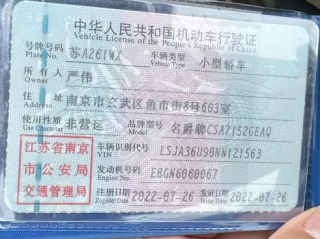 中华人民共和国机动车行驶证
Vehicle License of the People's Republic of China
号牌号码 苏A261WX 车辆类型 小型轿车
Plate No. Vehicle Type
所有人 严伟
Owner
住址 南京市玄武区鱼市街8号603室
Address
使用性质 非营运 品牌型号 名爵牌CSA7152GEAQ
Use Character Model
江苏省南京市公安局交通管理局
车辆识别代号 LSJA36U90NN121563
VIN
发动机号码 EBGN6060067
Engine No.
注册日期 2022-07-26 发证日期 2022-07-26
Register Date Issue Date